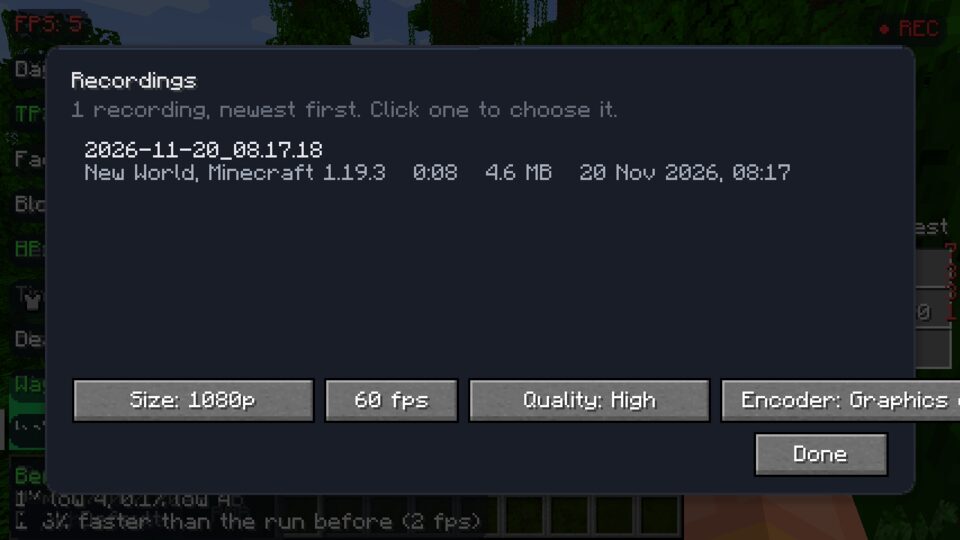 FPS: 5
REC
Recordings
1 recording, newest first. Click one to choose it.
2026-11-20_08.17.18
New World, Minecraft 1.19.3 0:08 4.6 MB 20 Nov 2026, 08:17
Size: 1080p
60 fps
Quality: High
Encoder: Graphics
Done
faster than the run before (2 fps)